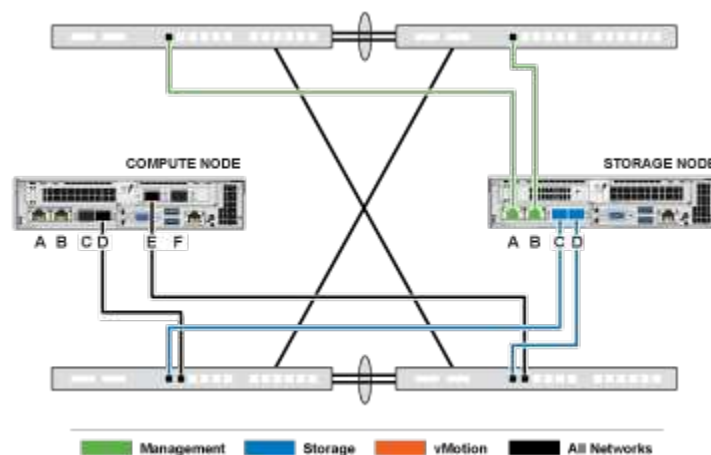 COMPUTE NODE
STORAGE NODE
A B C D E F
A B C D
Management Storage vMotion All Networks